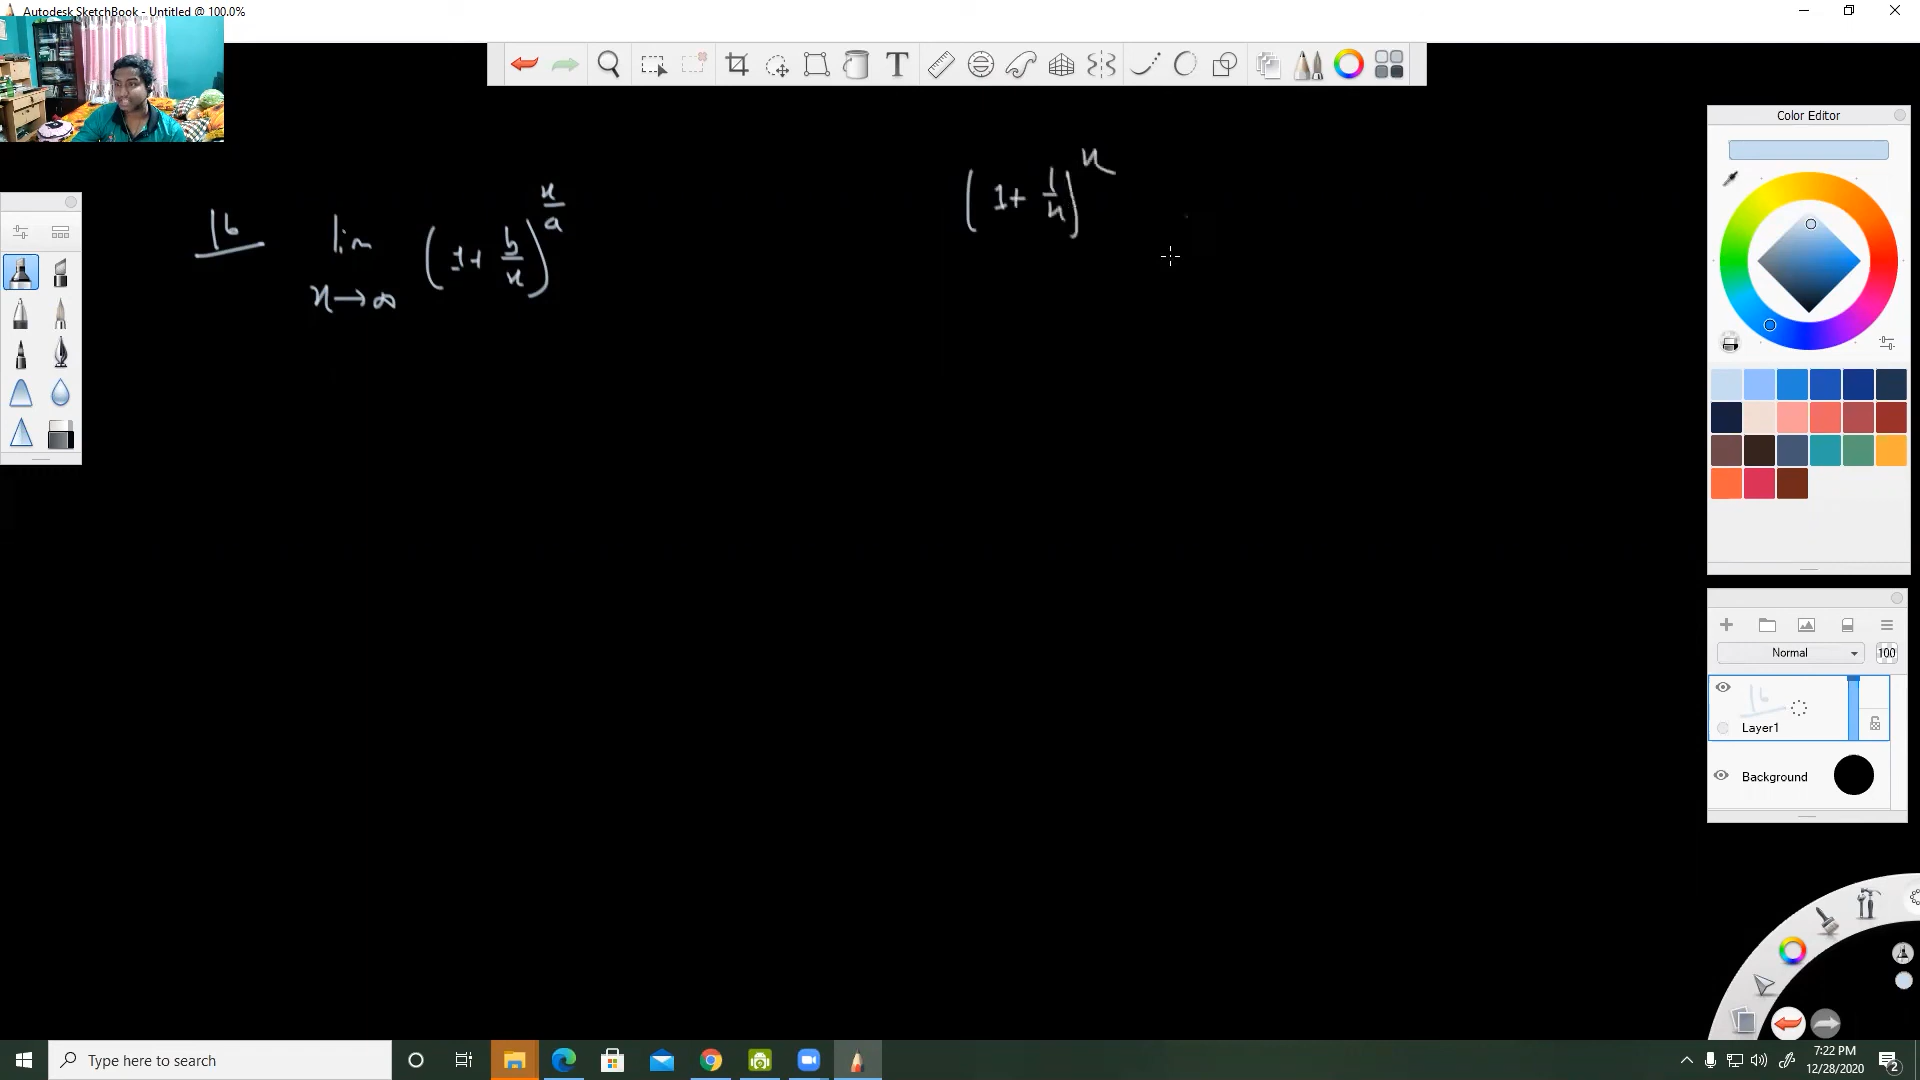 Autodesk SketchBook - Untitled @ 100.0%
T
Color Editor
16 lim x→∞ (1+ b/x)^(x/a)
(1+ 1/x)^x
Normal 100
Layer1
Background
Type here to search
7:22 PM
12/28/2020
2